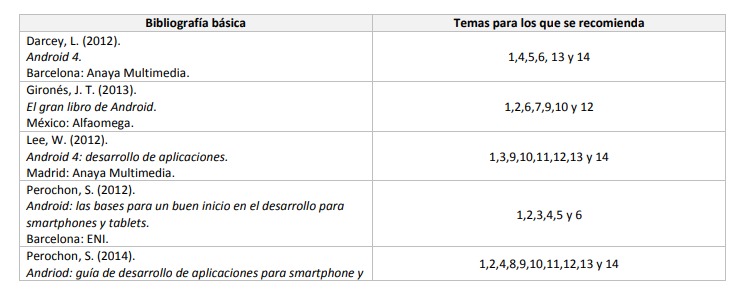 Bibliografía básica
Temas para los que se recomienda
Darcey, L. (2012).
Android 4.
Barcelona: Anaya Multimedia.
1,4,5,6, 13 y 14
Gironés, J. T. (2013).
El gran libro de Android.
México: Alfaomega.
1,2,6,7,9,10 y 12
Lee, W. (2012).
Android 4: desarrollo de aplicaciones.
Madrid: Anaya Multimedia.
1,3,9,10,11,12,13 y 14
Perochon, S. (2012).
Android: las bases para un buen inicio en el desarrollo para
smartphones y tablets.
Barcelona: ENI.
1,2,3,4,5 y 6
Perochon, S. (2014).
Andriod: guía de desarrollo de aplicaciones para smartphone y
1,2,4,8,9,10,11,12,13 y 14